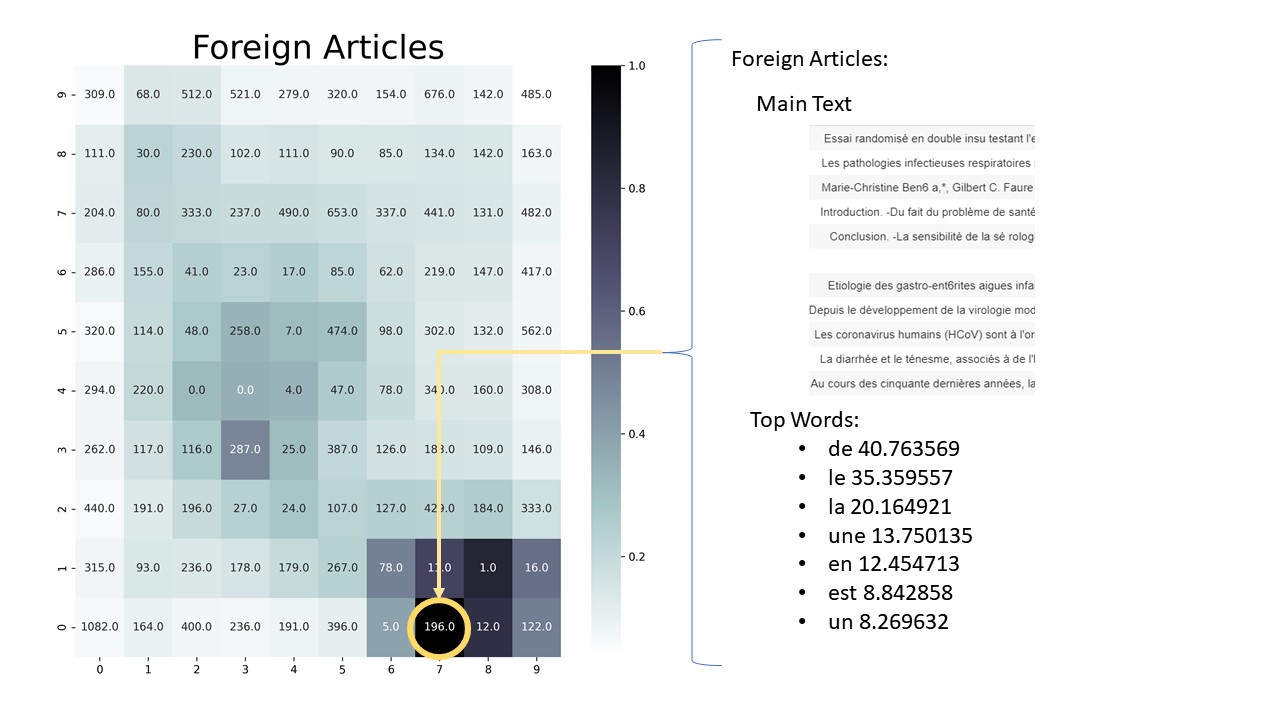 Foreign Articles
9 309.0 68.0 512.0 521.0 279.0 320.0 154.0 676.0 142.0 485.0
8 111.0 30.0 230.0 102.0 111.0 90.0 85.0 134.0 142.0 163.0
7 204.0 80.0 333.0 237.0 490.0 653.0 337.0 441.0 131.0 482.0
6 286.0 155.0 41.0 23.0 17.0 85.0 62.0 219.0 147.0 417.0
5 320.0 114.0 48.0 258.0 7.0 474.0 98.0 302.0 132.0 562.0
4 294.0 220.0 0.0 0.0 4.0 47.0 78.0 160.0 308.0
3 262.0 117.0 116.0 287.0 25.0 387.0 126.0 109.0 146.0
2 440.0 191.0 196.0 27.0 24.0 107.0 127.0 429.0 184.0 333.0
1 315.0 93.0 236.0 178.0 179.0 267.0 78.0 1.0 16.0
0 1082.0 164.0 400.0 236.0 191.0 396.0 5.0 196.0 12.0 122.0
0 1 2 3 4 5 6 7 8 9
1.0
0.8
0.6
0.4
0.2
Foreign Articles:
Main Text
Essai randomisé en double insu testant l'e
Les pathologies infectieuses respiratoires
Marie-Christine Ben6 a,*, Gilbert C. Faure
Introduction. -Du fait du problème de santé
Conclusion. -La sensibilité de la sé rolog
Etiologie des gastro-ent6rites aigues infa
Depuis le développement de la virologie mod
Les coronavirus humains (HCoV) sont à l'or
La diarrhée et le ténesme, associés à de l'
Au cours des cinquante dernières années, la
Top Words:
• de 40.763569
• le 35.359557
• la 20.164921
• une 13.750135
• en 12.454713
• est 8.842858
• un 8.269632